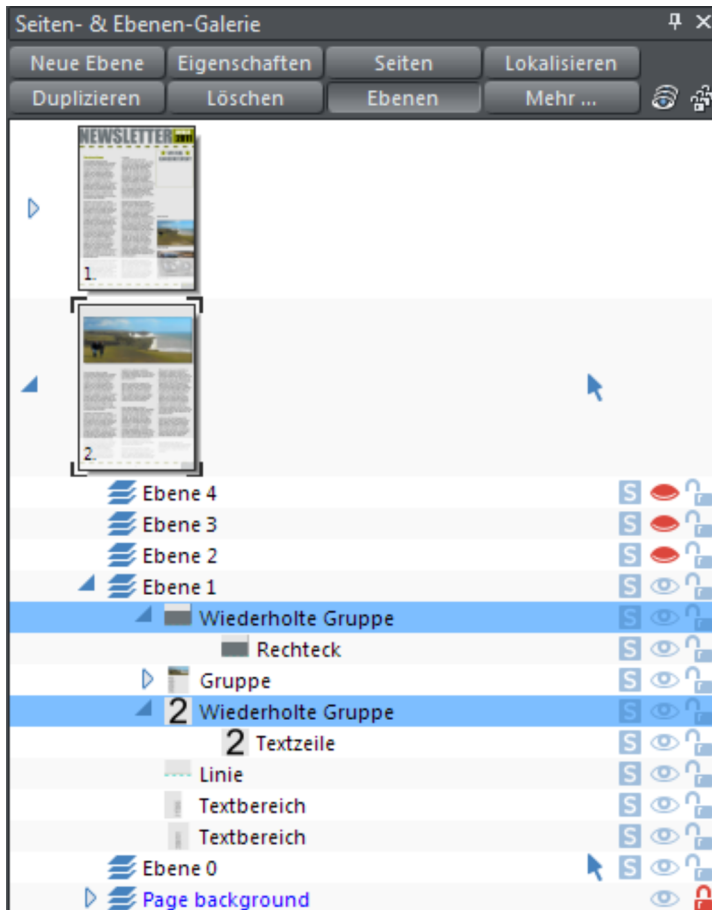 Seiten- & Ebenen-Galerie
Neue Ebene Eigenschaften Seiten Lokalisieren
Duplizieren Löschen Ebenen Mehr ...
NEWSLETTER
1.
2.
Ebene 4 S
Ebene 3 S
Ebene 2 S
Ebene 1 S
Wiederholte Gruppe S
Rechteck S
Gruppe S
2 Wiederholte Gruppe S
2 Textzeile S
Linie S
Textbereich S
Textbereich S
Ebene 0 S
Page background